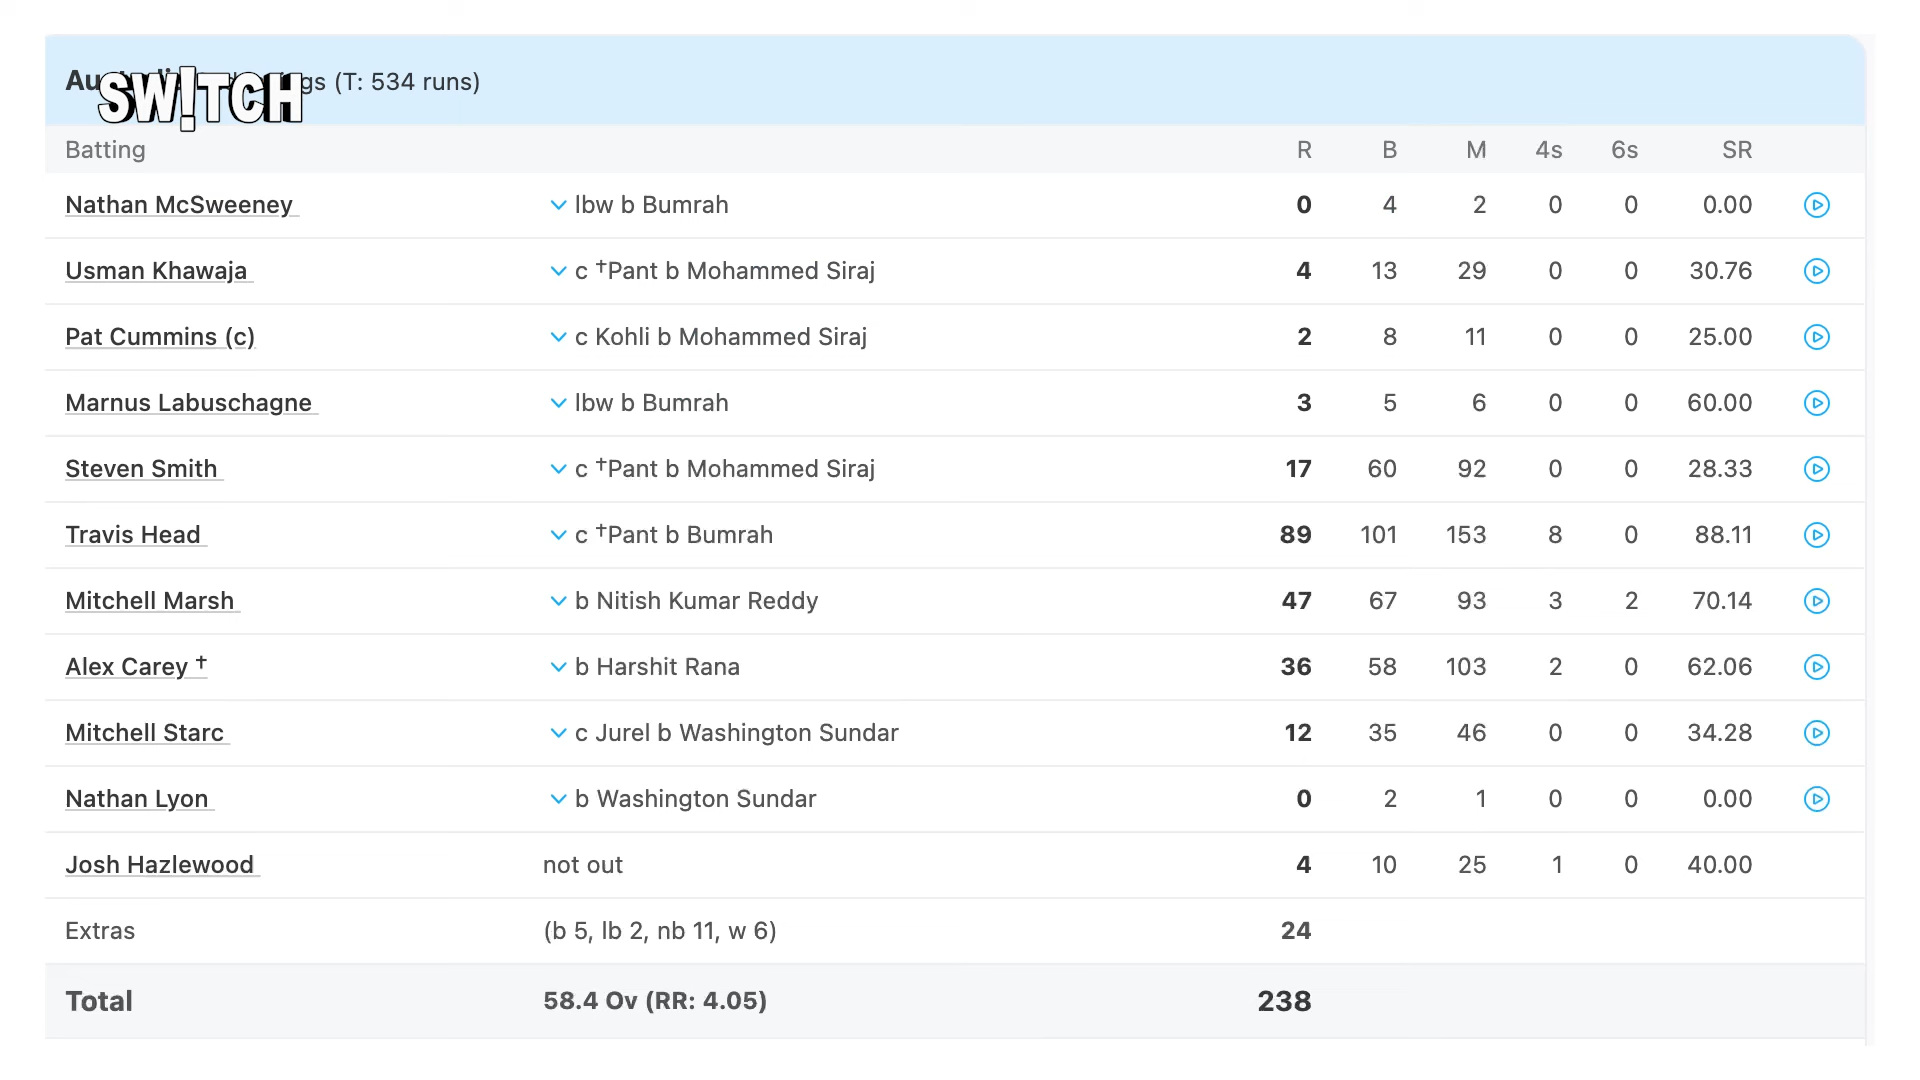 SW!TCH
gs (T: 534 runs)
Batting R B M 4s 6s SR
Nathan McSweeney lbw b Bumrah 0 4 2 0 0 0.00
Usman Khawaja c †Pant b Mohammed Siraj 4 13 29 0 0 30.76
Pat Cummins (c) c Kohli b Mohammed Siraj 2 8 11 0 0 25.00
Marnus Labuschagne lbw b Bumrah 3 5 6 0 0 60.00
Steven Smith c †Pant b Mohammed Siraj 17 60 92 0 0 28.33
Travis Head c †Pant b Bumrah 89 101 153 8 0 88.11
Mitchell Marsh b Nitish Kumar Reddy 47 67 93 3 2 70.14
Alex Carey † b Harshit Rana 36 58 103 2 0 62.06
Mitchell Starc c Jurel b Washington Sundar 12 35 46 0 0 34.28
Nathan Lyon b Washington Sundar 0 2 1 0 0 0.00
Josh Hazlewood not out 4 10 25 1 0 40.00
Extras (b 5, lb 2, nb 11, w 6) 24
Total 58.4 Ov (RR: 4.05) 238